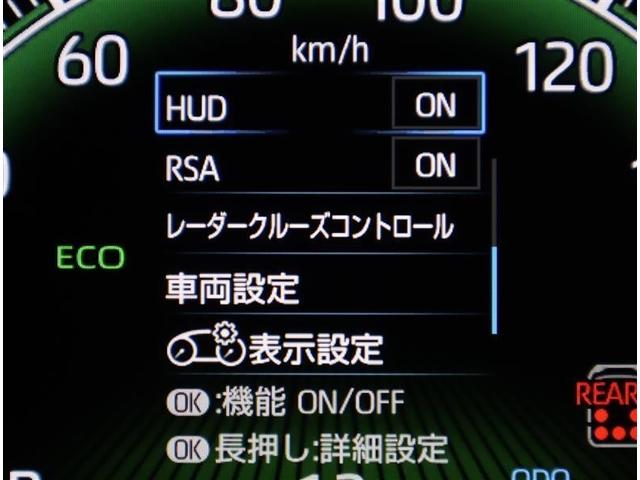 80 100
km/h
60 120
HUD ON
RSA ON
レーダークルーズコントロール
ECO
車両設定
表示設定
OK:機能 ON/OFF
REAR
OK長押し:詳細設定